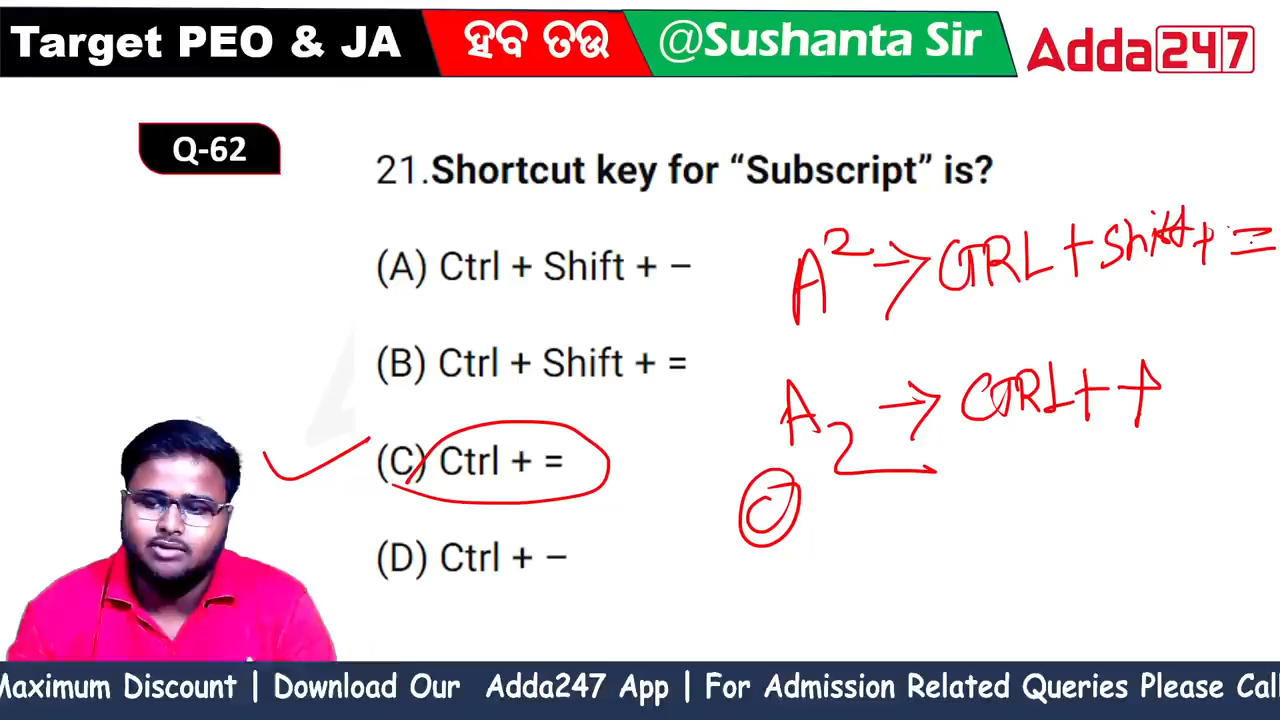 Target PEO & JA ହବ ତଉ @Sushanta Sir Adda247
Q-62
21.Shortcut key for “Subscript” is?
(A) Ctrl + Shift + −
(B) Ctrl + Shift + =
(C) Ctrl + =
(D) Ctrl + −
A2 → CTRL + Shift + =
A2 → CTRL + +
C
Maximum Discount | Download Our Adda247 App | For Admission Related Queries Please Call